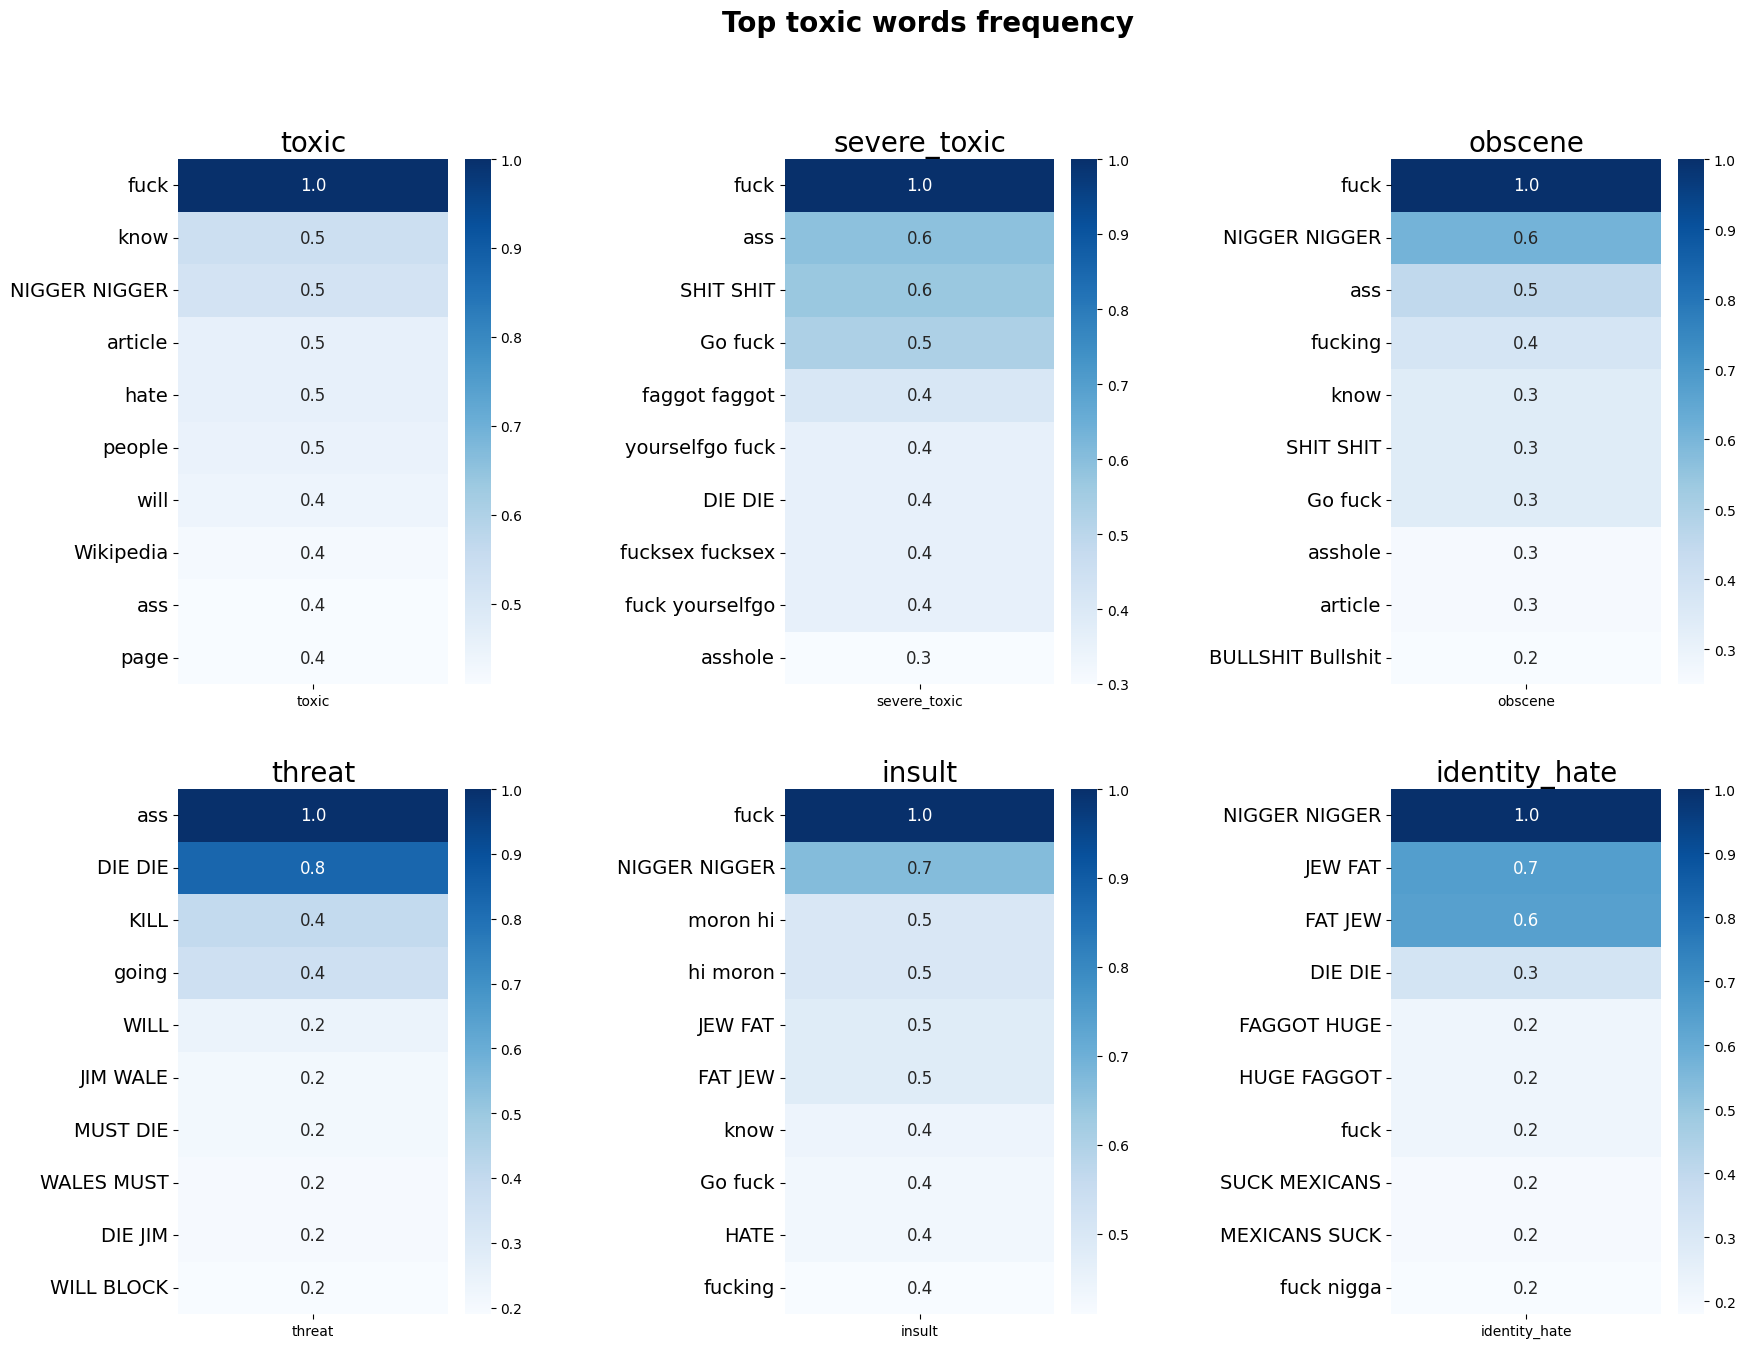 Top toxic words frequency
toxic
fuck
1.0
know
0.5
NIGGER NIGGER
0.5
article
0.5
hate
0.5
people
0.5
will
0.4
Wikipedia
0.4
ass
0.4
page
0.4
toxic
1.0
0.9
0.8
0.7
0.6
0.5
severe_toxic
fuck
1.0
ass
0.6
SHIT SHIT
0.6
Go fuck
0.5
faggot faggot
0.4
yourselfgo fuck
0.4
DIE DIE
0.4
fucksex fucksex
0.4
fuck yourselfgo
0.4
asshole
0.3
severe_toxic
1.0
0.9
0.8
0.7
0.6
0.5
0.4
0.3
obscene
fuck
1.0
NIGGER NIGGER
0.6
ass
0.5
fucking
0.4
know
0.3
SHIT SHIT
0.3
Go fuck
0.3
asshole
0.3
article
0.3
BULLSHIT Bullshit
0.2
obscene
1.0
0.9
0.8
0.7
0.6
0.5
0.4
0.3
threat
ass
1.0
DIE DIE
0.8
KILL
0.4
going
0.4
WILL
0.2
JIM WALE
0.2
MUST DIE
0.2
WALES MUST
0.2
DIE JIM
0.2
WILL BLOCK
0.2
threat
1.0
0.9
0.8
0.7
0.6
0.5
0.4
0.3
0.2
insult
fuck
1.0
NIGGER NIGGER
0.7
moron hi
0.5
hi moron
0.5
JEW FAT
0.5
FAT JEW
0.5
know
0.4
Go fuck
0.4
HATE
0.4
fucking
0.4
insult
1.0
0.9
0.8
0.7
0.6
0.5
identity_hate
NIGGER NIGGER
1.0
JEW FAT
0.7
FAT JEW
0.6
DIE DIE
0.3
FAGGOT HUGE
0.2
HUGE FAGGOT
0.2
fuck
0.2
SUCK MEXICANS
0.2
MEXICANS SUCK
0.2
fuck nigga
0.2
identity_hate
1.0
0.9
0.8
0.7
0.6
0.5
0.4
0.3
0.2